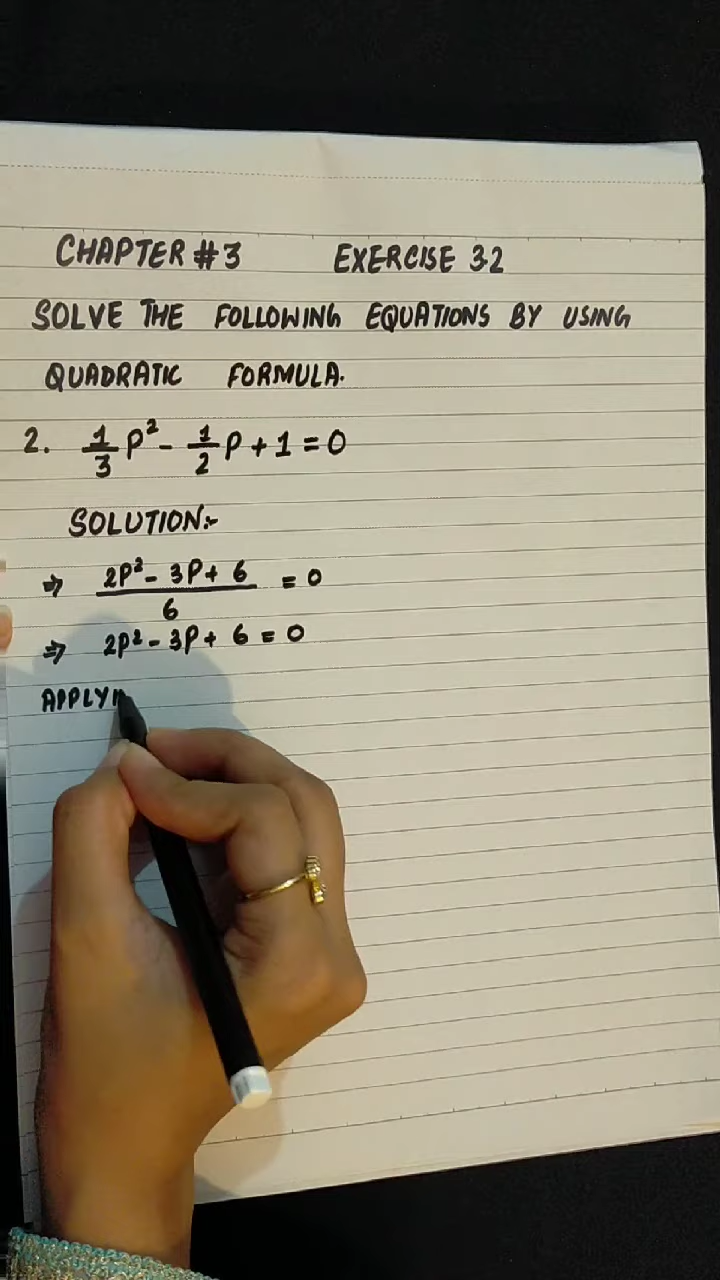 CHAPTER #3 EXERCISE 3.2
SOLVE THE FOLLOWING EQUATIONS BY USING
QUADRATIC FORMULA.
2. 1/3 P² - 1/2 P + 1 = 0
SOLUTION:-
⇒ 2P² - 3P + 6 / 6 = 0
⇒ 2P² - 3P + 6 = 0
APPLY